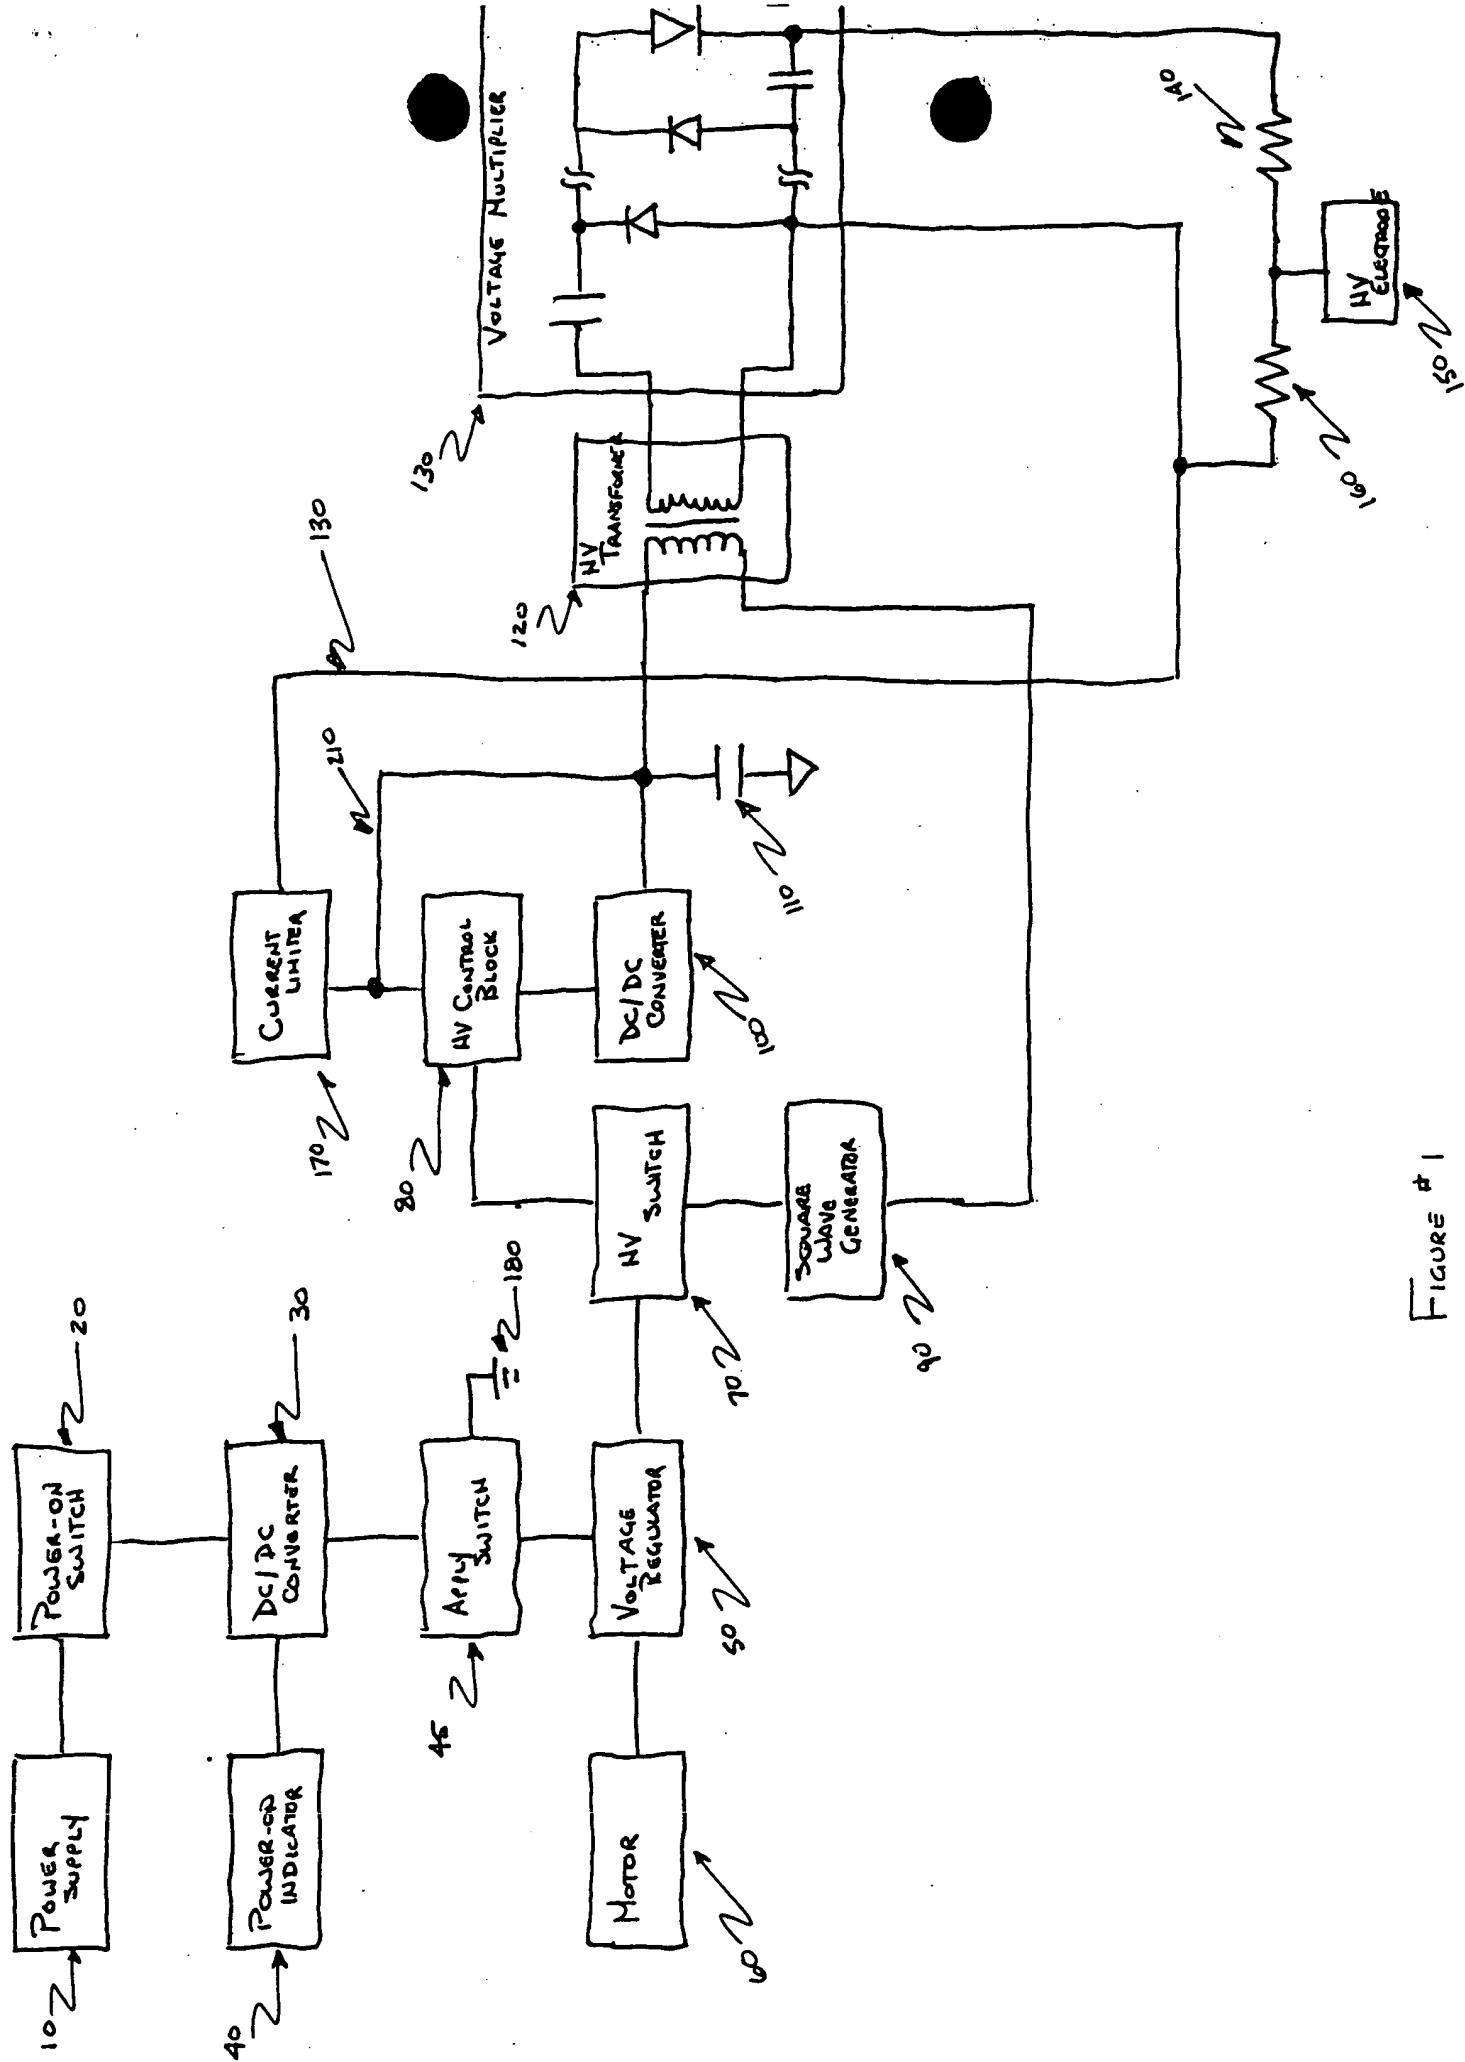 10
POWER
SUPPLY
POWER-ON
SWITCH
20
40
POWER-ON
INDICATOR
DC/DC
CONVERTER
30
45
APPLY
SWITCH
180
60
MOTOR
50
VOLTAGE
REGULATOR
70
HV
SWITCH
90
SQUARE
WAVE
GENERATOR
80
HV CONTROL
BLOCK
170
CURRENT
LIMITER
100
DC/DC
CONVERTER
210
110
130
120
HV
TRANSFORMER
130
VOLTAGE MULTIPLIER
140
160
150
HV
ELECTRODE
FIGURE #1